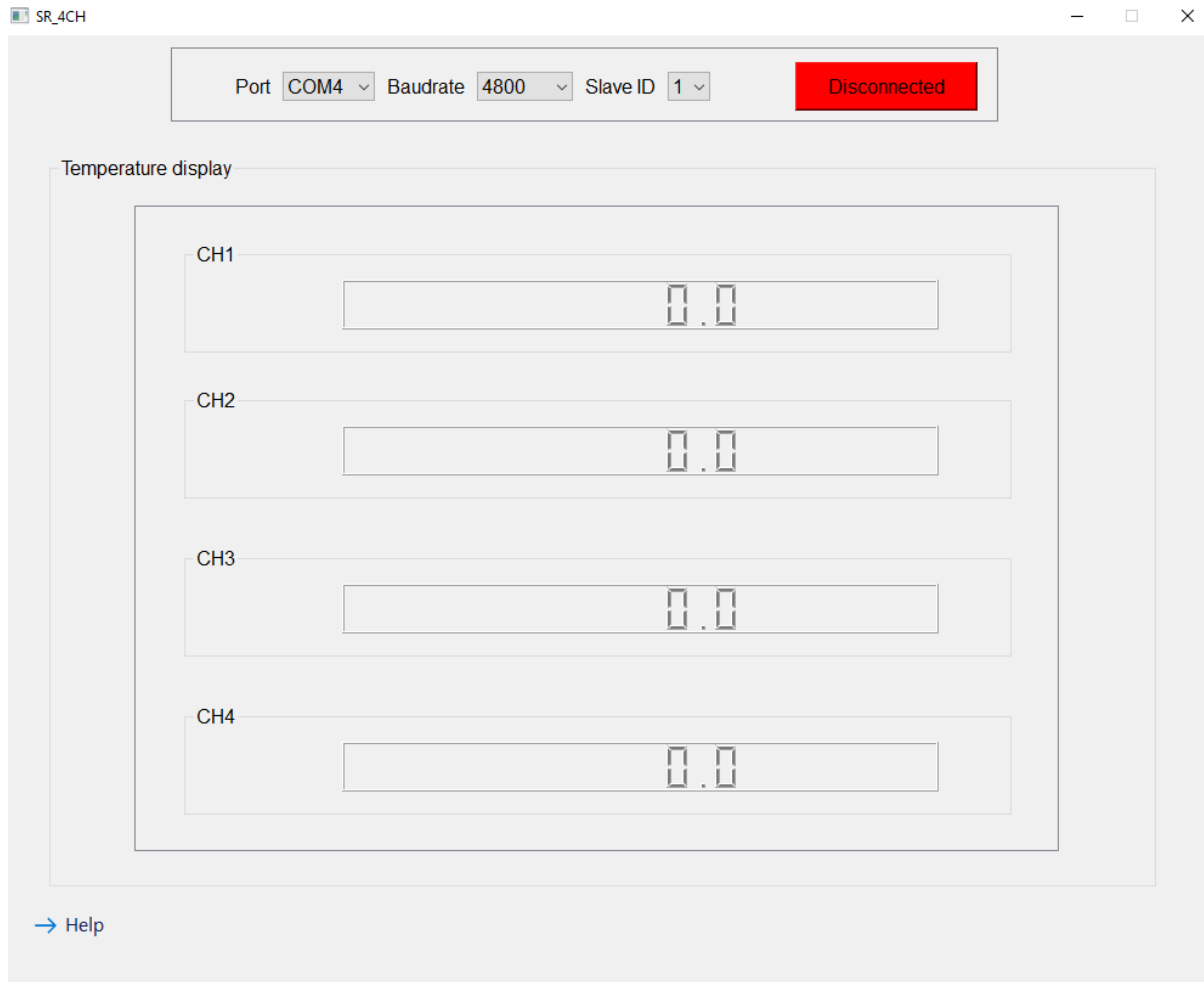 SR_4CH
Port COM4 Baudrate 4800 Slave ID 1 Disconnected
Temperature display
CH1
0.0
CH2
0.0
CH3
0.0
CH4
0.0
Help